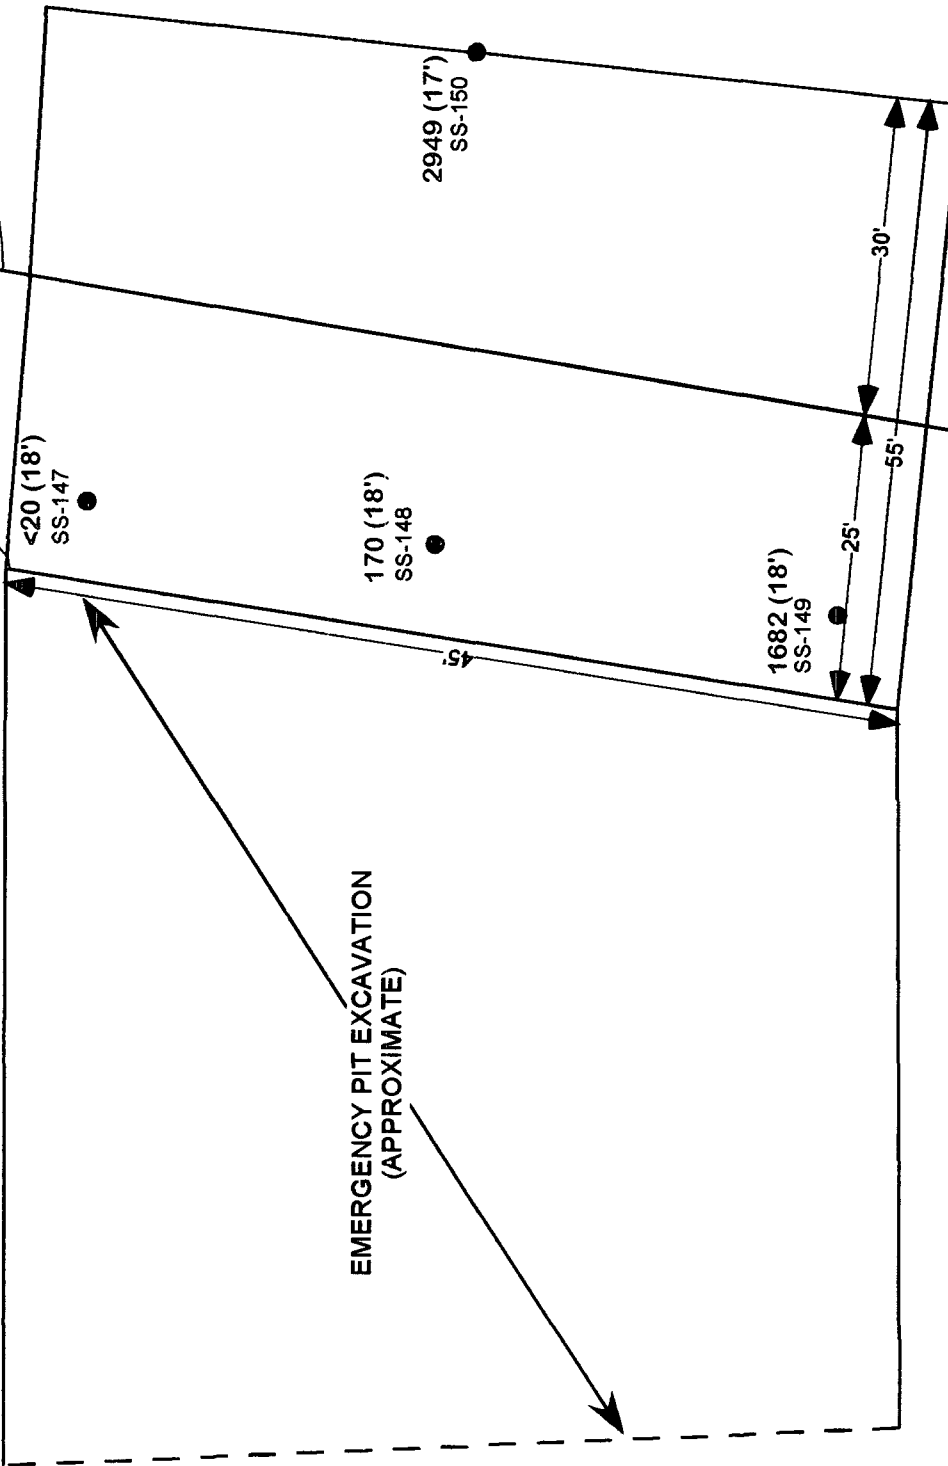 <20 (18')
SS-147
170 (18')
SS-148
1682 (18')
SS-149
2949 (17')
SS-150
45'
25'
30'
55'
EMERGENCY PIT EXCAVATION
(APPROXIMATE)